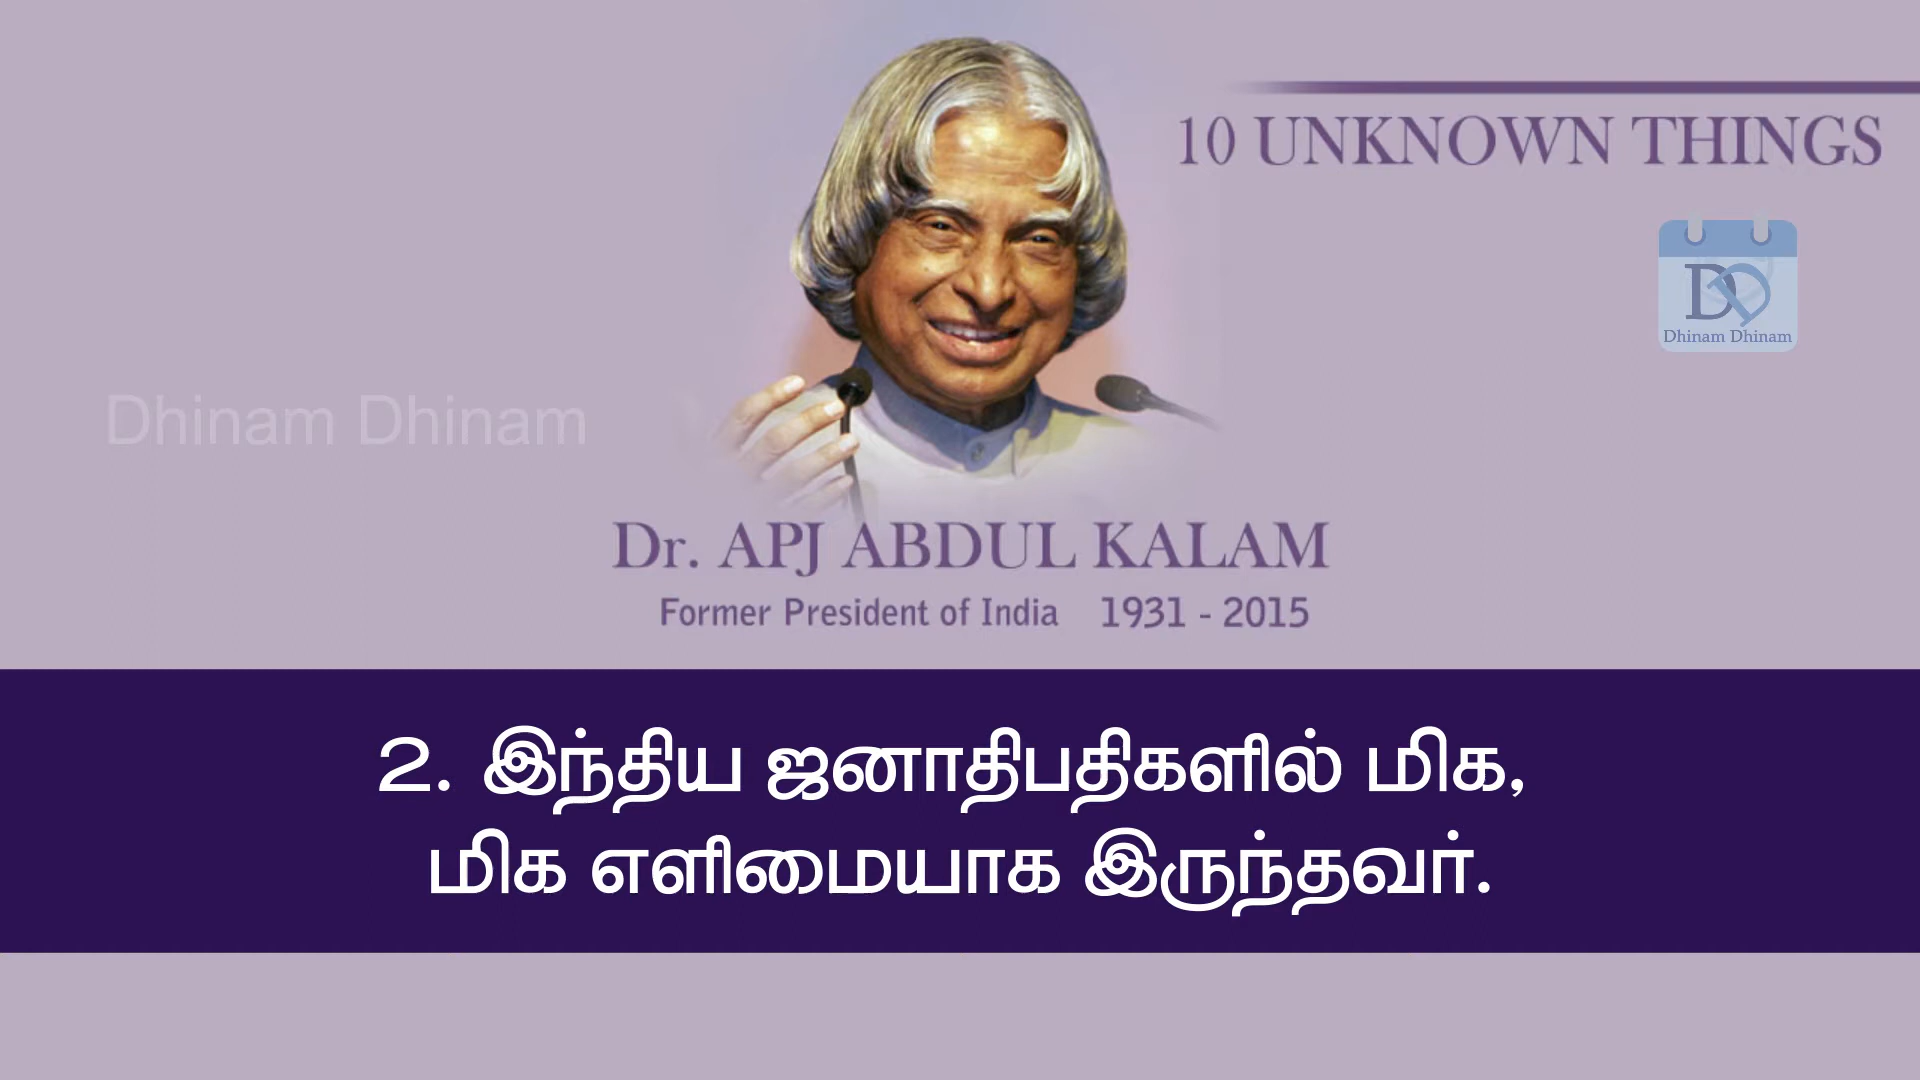 10 UNKNOWN THINGS
Dhinam Dhinam
Dhinam Dhinam
Dr. APJ ABDUL KALAM
Former President of India 1931 - 2015
2. இந்திய ஜனாதிபதிகளில் மிக,
மிக எளிமையாக இருந்தவர்.